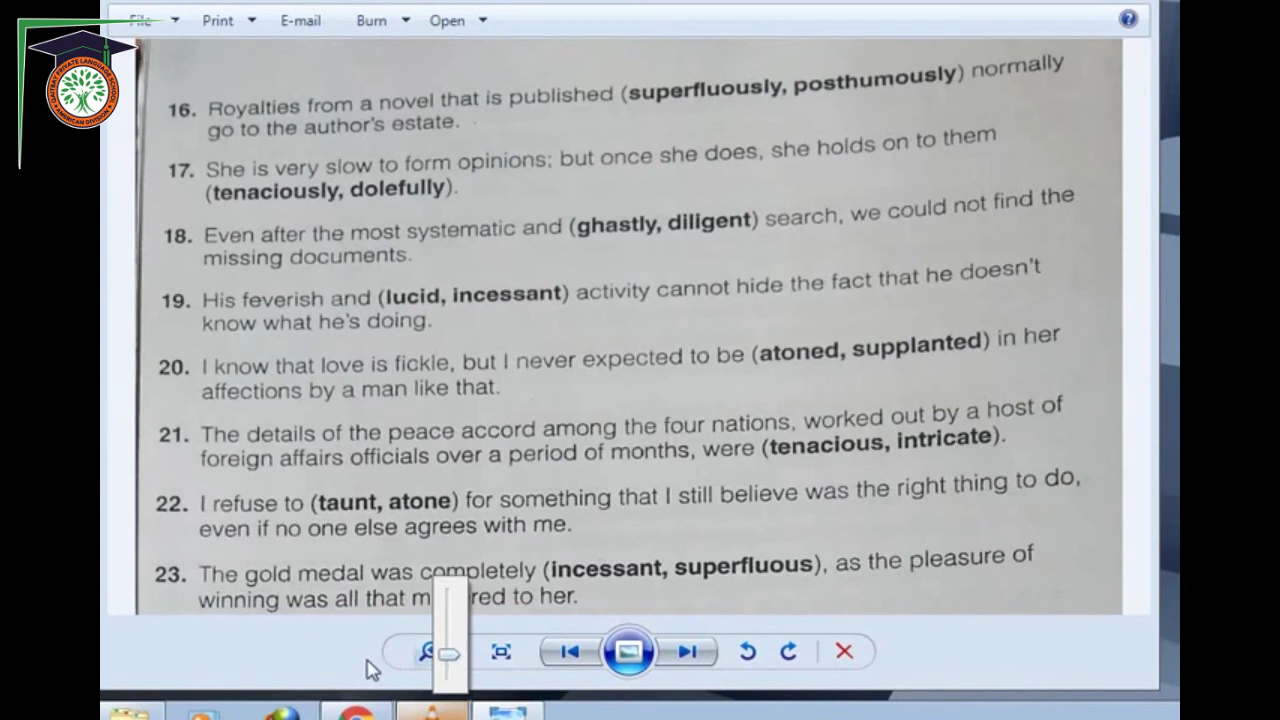 File Print E-mail Burn Open
16. Royalties from a novel that is published (superfluously, posthumously) normally
go to the author's estate.
17. She is very slow to form opinions; but once she does, she holds on to them
(tenaciously, dolefully).
18. Even after the most systematic and (ghastly, diligent) search, we could not find the
missing documents.
19. His feverish and (lucid, incessant) activity cannot hide the fact that he doesn't
know what he's doing.
20. I know that love is fickle, but I never expected to be (atoned, supplanted) in her
affections by a man like that.
21. The details of the peace accord among the four nations, worked out by a host of
foreign affairs officials over a period of months, were (tenacious, intricate).
22. I refuse to (taunt, atone) for something that I still believe was the right thing to do,
even if no one else agrees with me.
23. The gold medal was completely (incessant, superfluous), as the pleasure of
winning was all that m red to her.